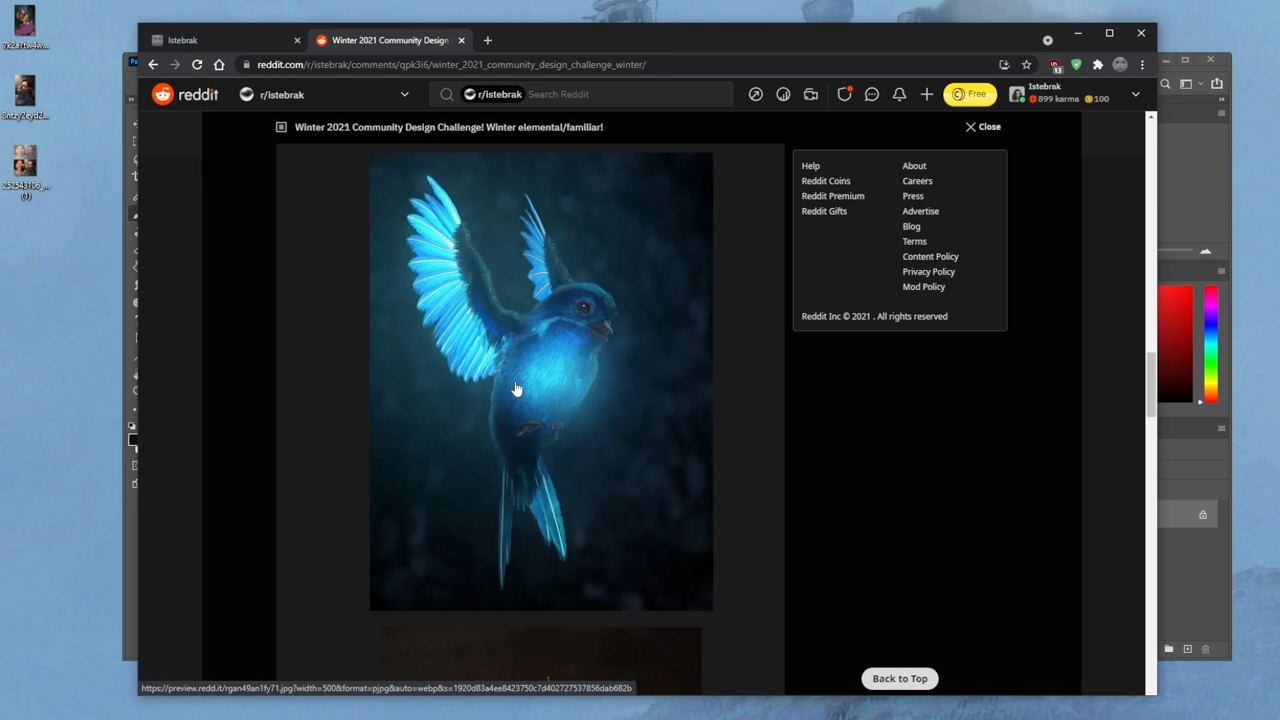 Istebrak
Winter 2021 Community Design
reddit.com/r/istebrak/comments/qpk3i6/winter_2021_community_design_challenge_winter/
13
reddit
r/istebrak
r/istebrak
Search Reddit
Free
Istebrak
899 karma
100
Winter 2021 Community Design Challenge! Winter elemental/familiar!
Close
Help
About
Reddit Coins
Careers
Reddit Premium
Press
Reddit Gifts
Advertise
Blog
Terms
Content Policy
Privacy Policy
Mod Policy
Reddit Inc © 2021 . All rights reserved
Back to Top
https://preview.redd.it/rgan49an1fy71.jpg?width=500&format=pjpg&auto=webp&s=1920d83a4ee8423750c7d402727537856dab682b
252543106_...
(1)